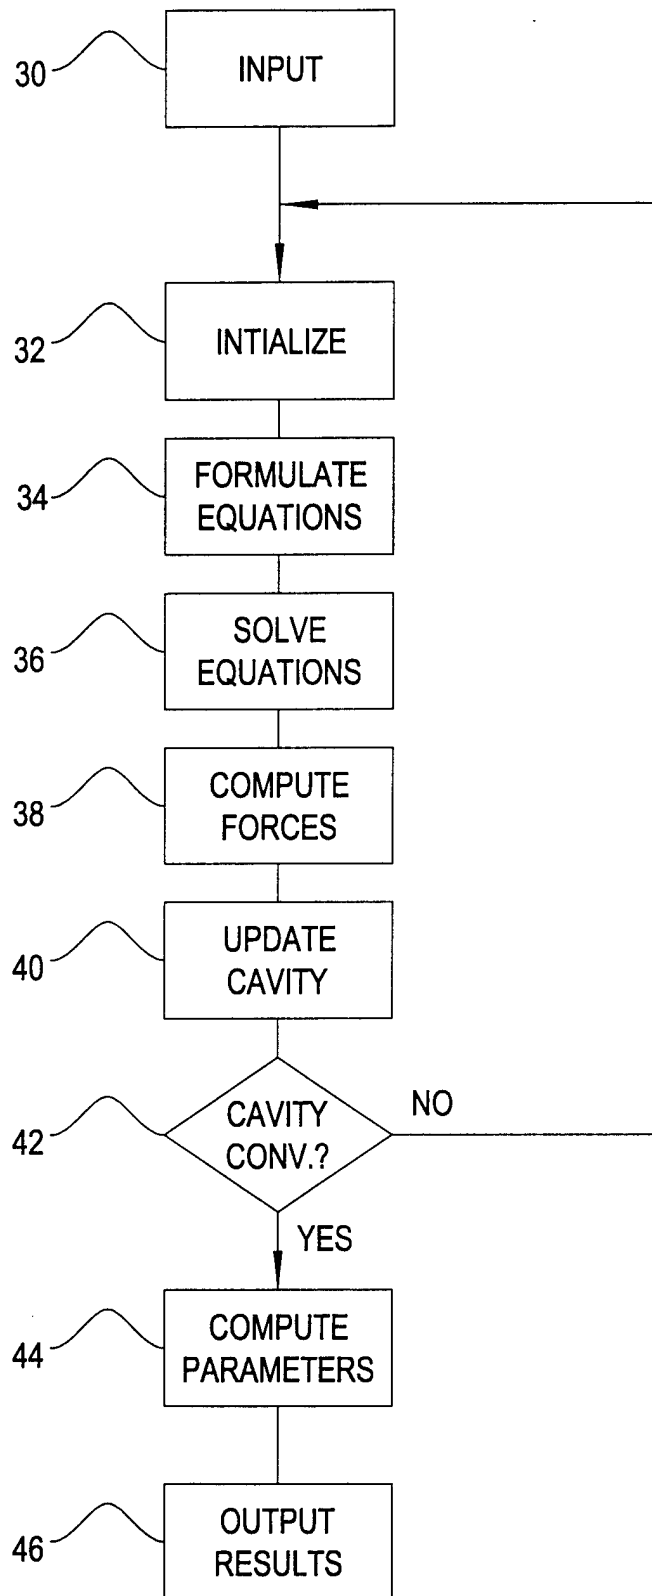 30
INPUT
32
INTIALIZE
34
FORMULATE
EQUATIONS
36
SOLVE
EQUATIONS
38
COMPUTE
FORCES
40
UPDATE
CAVITY
42
CAVITY
CONV.?
NO
YES
44
COMPUTE
PARAMETERS
46
OUTPUT
RESULTS